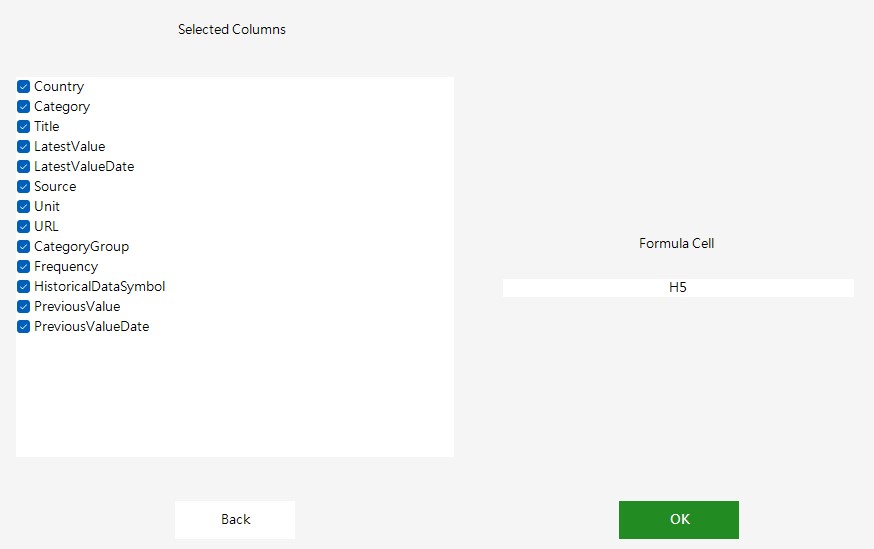 Selected Columns
Country
Category
Title
LatestValue
LatestValueDate
Source
Unit
URL
CategoryGroup
Frequency
HistoricalDataSymbol
PreviousValue
PreviousValueDate
Formula Cell
H5
Back
OK